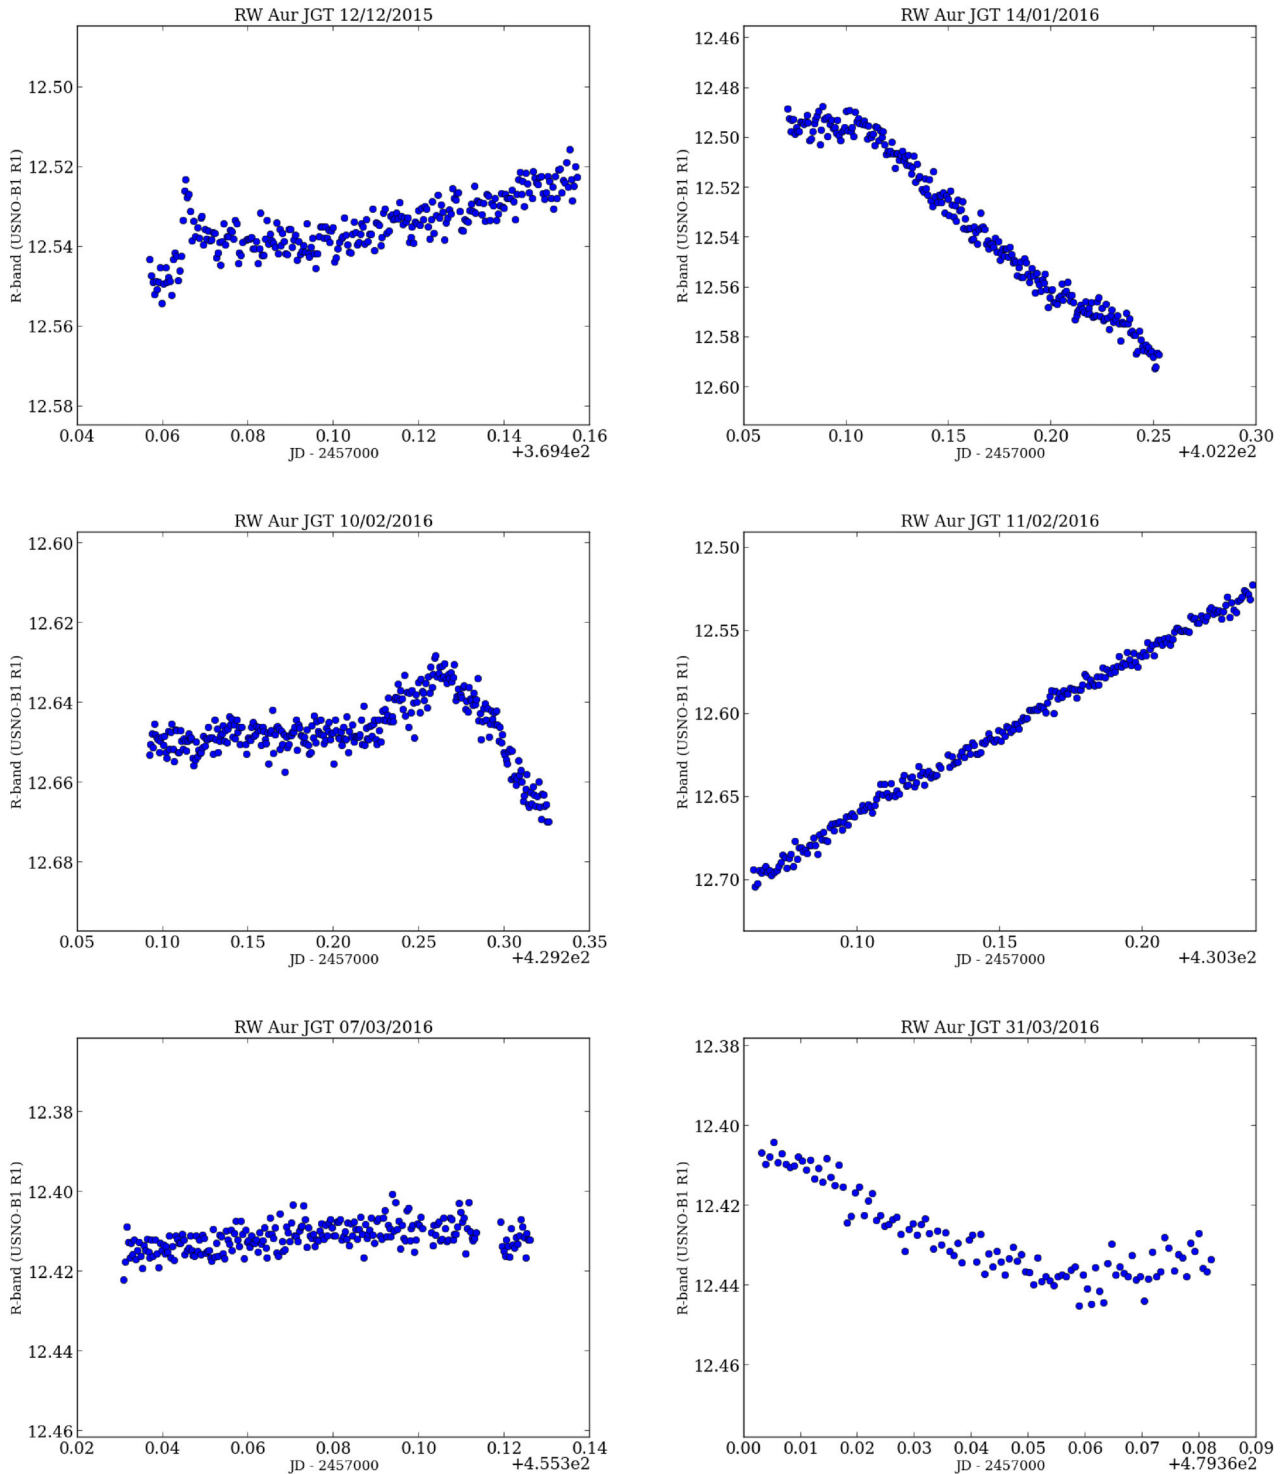 RW Aur JGT 12/12/2015
R-band (USNO-B1 R1)
12.50
12.52
12.54
12.56
12.58
0.04 0.06 0.08 0.10 0.12 0.14 0.16
JD - 2457000
+3.694e2
RW Aur JGT 14/01/2016
R-band (USNO-B1 R1)
12.46
12.48
12.50
12.52
12.54
12.56
12.58
12.60
0.05 0.10 0.15 0.20 0.25 0.30
JD - 2457000
+4.022e2
RW Aur JGT 10/02/2016
R-band (USNO-B1 R1)
12.60
12.62
12.64
12.66
12.68
0.05 0.10 0.15 0.20 0.25 0.30 0.35
JD - 2457000
+4.292e2
RW Aur JGT 11/02/2016
R-band (USNO-B1 R1)
12.50
12.55
12.60
12.65
12.70
0.10 0.15 0.20
JD - 2457000
+4.303e2
RW Aur JGT 07/03/2016
R-band (USNO-B1 R1)
12.38
12.40
12.42
12.44
12.46
0.02 0.04 0.06 0.08 0.10 0.12 0.14
JD - 2457000
+4.553e2
RW Aur JGT 31/03/2016
R-band (USNO-B1 R1)
12.38
12.40
12.42
12.44
12.46
0.00 0.01 0.02 0.03 0.04 0.05 0.06 0.07 0.08 0.09
JD - 2457000
+4.7936e2